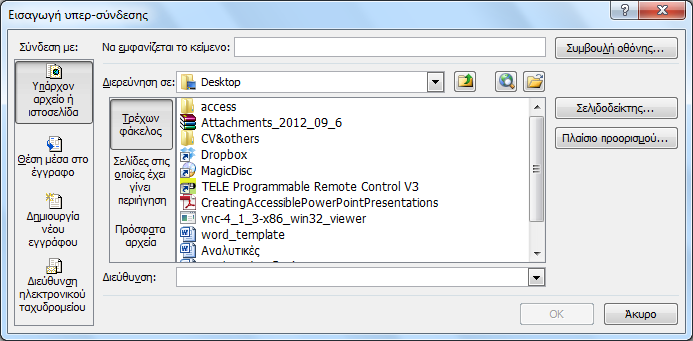 Εισαγωγή υπερ-σύνδεσης
Σύνδεση με:
Να εμφανίζεται το κείμενο:
Συμβουλή οθόνης...
Υπάρχον
αρχείο ή
ιστοσελίδα
Θέση μέσα στο
έγγραφο
Δημιουργία
νέου
εγγράφου
Διεύθυνση
ηλεκτρονικού
ταχυδρομείου
Διερεύνηση σε:
Desktop
Τρέχων
φάκελος
Σελίδες στις
οποίες έχει
γίνει
περιήγηση
Πρόσφατα
αρχεία
access
Attachments_2012_09_6
CV&others
Dropbox
MagicDisc
TELE Programmable Remote Control V3
CreatingAccessiblePowerPointPresentations
vnc-4_1_3-x86_win32_viewer
word_template
Αναλυτικές
Σελιδοδείκτης...
Πλαίσιο προορισμού...
Διεύθυνση:
OK
Άκυρο